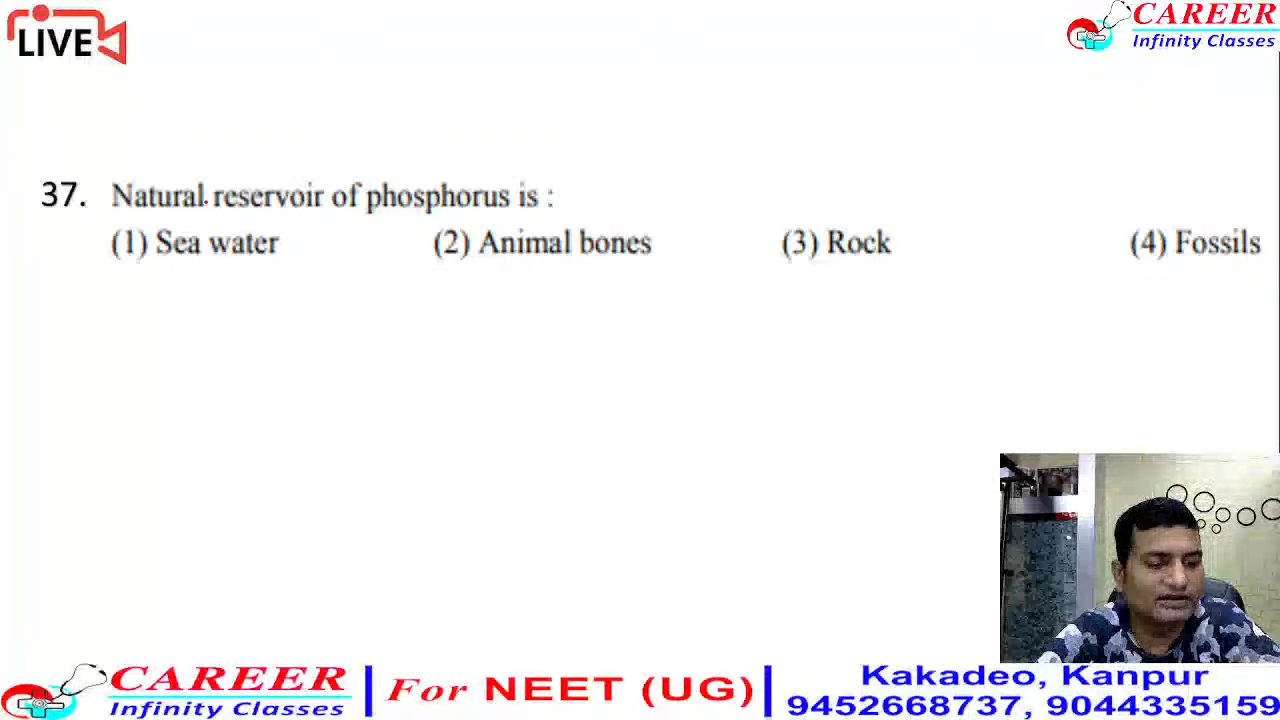 LIVE
CAREER
Infinity Classes
37. Natural reservoir of phosphorus is :
(1) Sea water (2) Animal bones (3) Rock (4) Fossils
CAREER
Infinity Classes
For NEET (UG)
Kakadeo, Kanpur
9452668737, 9044335159